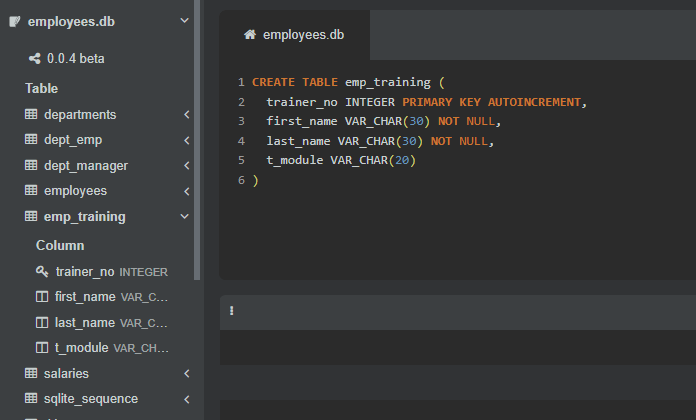 employees.db
0.0.4 beta
Table
departments
dept_emp
dept_manager
employees
emp_training
Column
trainer_no INTEGER
first_name VAR_C...
last_name VAR_C...
t_module VAR_CH...
salaries
sqlite_sequence
employees.db
1 CREATE TABLE emp_training (
2 trainer_no INTEGER PRIMARY KEY AUTOINCREMENT,
3 first_name VAR_CHAR(30) NOT NULL,
4 last_name VAR_CHAR(30) NOT NULL,
5 t_module VAR_CHAR(20)
6 )